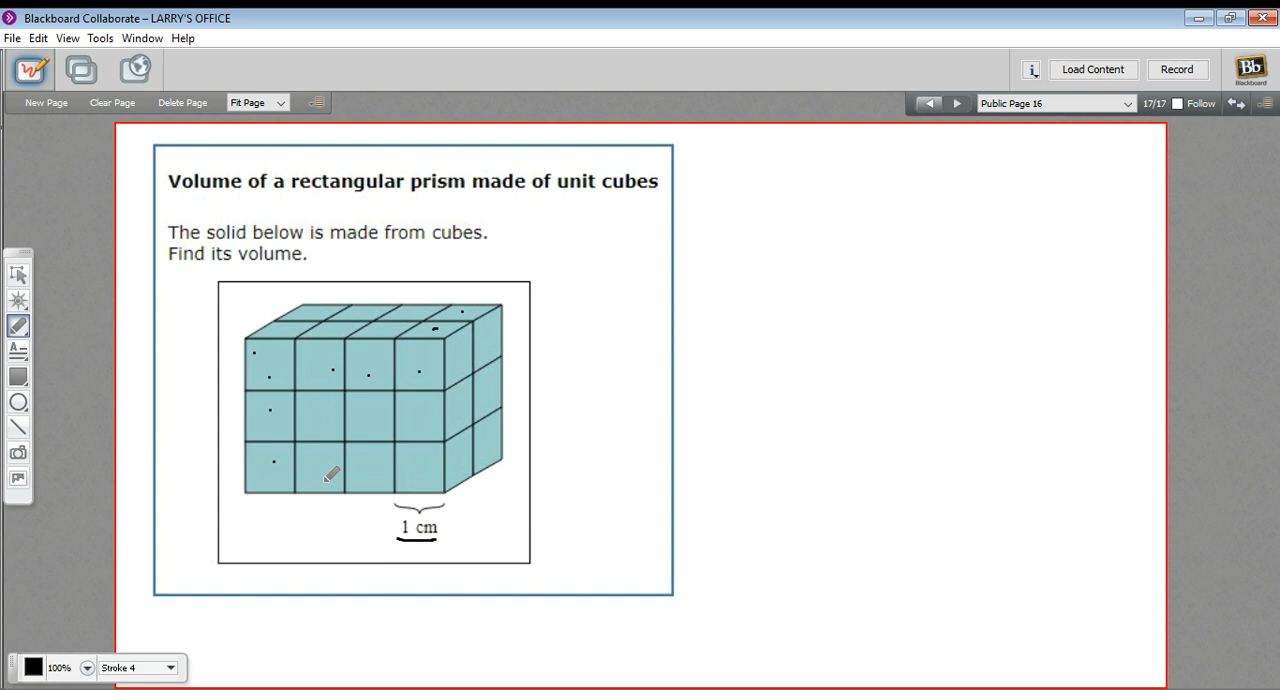 Blackboard Collaborate – LARRY'S OFFICE
File Edit View Tools Window Help
i Load Content Record Bb
Blackboard
New Page Clear Page Delete Page Fit Page Public Page 16 17/17 Follow
Volume of a rectangular prism made of unit cubes
The solid below is made from cubes.
Find its volume.
A
1 cm
100% Stroke 4